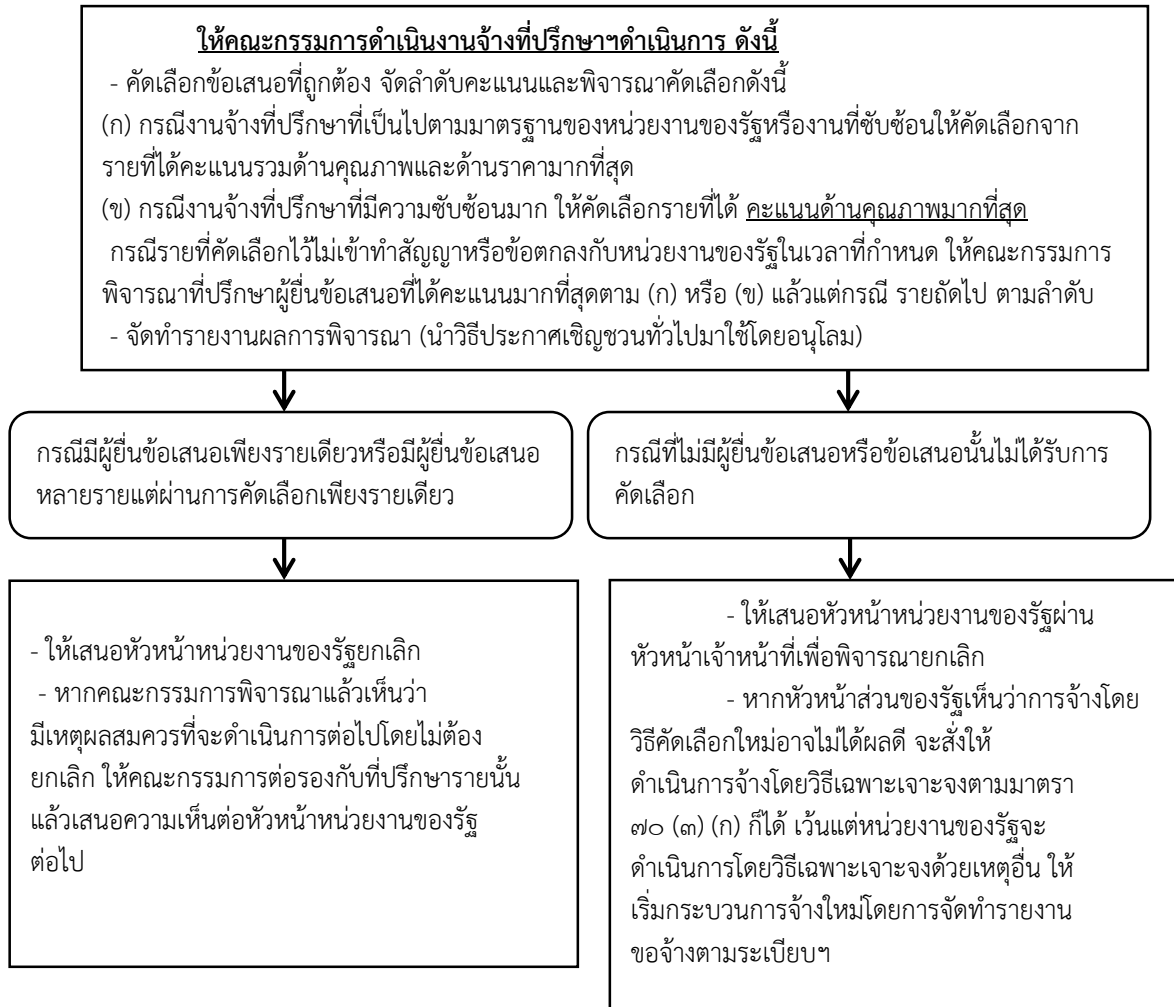 ให้คณะกรรมการดำเนินงานจ้างที่ปรึกษาฯดำเนินการ ดังนี้
- คัดเลือกข้อเสนอที่ถูกต้อง จัดลำดับคะแนนและพิจารณาคัดเลือกดังนี้
(ก) กรณีงานจ้างที่ปรึกษาที่เป็นไปตามมาตรฐานของหน่วยงานของรัฐหรืองานที่ซับซ้อนให้คัดเลือกจาก
รายที่ได้คะแนนรวมด้านคุณภาพและด้านราคามากที่สุด
(ข) กรณีงานจ้างที่ปรึกษาที่มีความซับซ้อนมาก ให้คัดเลือกรายที่ได้ คะแนนด้านคุณภาพมากที่สุด
กรณีรายที่คัดเลือกไว้ไม่เข้าทำสัญญาหรือข้อตกลงกับหน่วยงานของรัฐในเวลาที่กำหนด ให้คณะกรรมการ
พิจารณาที่ปรึกษาผู้ยื่นข้อเสนอที่ได้คะแนนมากที่สุดตาม (ก) หรือ (ข) แล้วแต่กรณี รายถัดไป ตามลำดับ
- จัดทำรายงานผลการพิจารณา (นำวิธีประกาศเชิญชวนทั่วไปมาใช้โดยอนุโลม)
กรณีมีผู้ยื่นข้อเสนอเพียงรายเดียวหรือมีผู้ยื่นข้อเสนอ
หลายรายแต่ผ่านการคัดเลือกเพียงรายเดียว
- ให้เสนอหัวหน้าหน่วยงานของรัฐยกเลิก
- หากคณะกรรมการพิจารณาแล้วเห็นว่า
มีเหตุผลสมควรที่จะดำเนินการต่อไปโดยไม่ต้อง
ยกเลิก ให้คณะกรรมการต่อรองกับที่ปรึกษารายนั้น
แล้วเสนอความเห็นต่อหัวหน้าหน่วยงานของรัฐ
ต่อไป
กรณีที่ไม่มีผู้ยื่นข้อเสนอหรือข้อเสนอนั้นไม่ได้รับการ
คัดเลือก
- ให้เสนอหัวหน้าหน่วยงานของรัฐผ่าน
หัวหน้าเจ้าหน้าที่เพื่อพิจารณายกเลิก
- หากหัวหน้าส่วนของรัฐเห็นว่าการจ้างโดย
วิธีคัดเลือกใหม่อาจไม่ได้ผลดี จะสั่งให้
ดำเนินการจ้างโดยวิธีเฉพาะเจาะจงตามมาตรา
๗๐ (๓) (ก) ก็ได้ เว้นแต่หน่วยงานของรัฐจะ
ดำเนินการโดยวิธีเฉพาะเจาะจงด้วยเหตุอื่น ให้
เริ่มกระบวนการจ้างใหม่โดยการจัดทำรายงาน
ขอจ้างตามระเบียบฯ